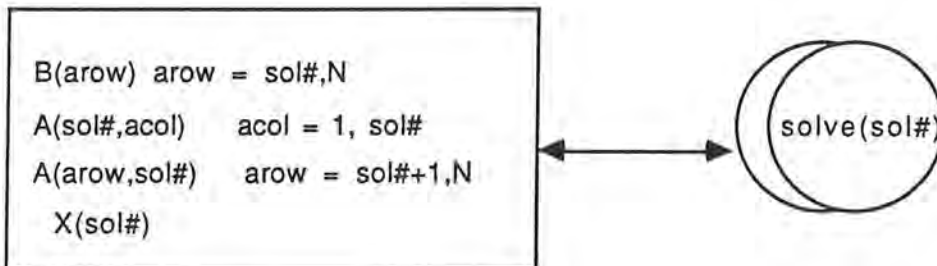 B(arow) arow = sol#,N
A(sol#,acol) acol = 1, sol#
A(arow,sol#) arow = sol#+1,N
X(sol#)
solve(sol#)